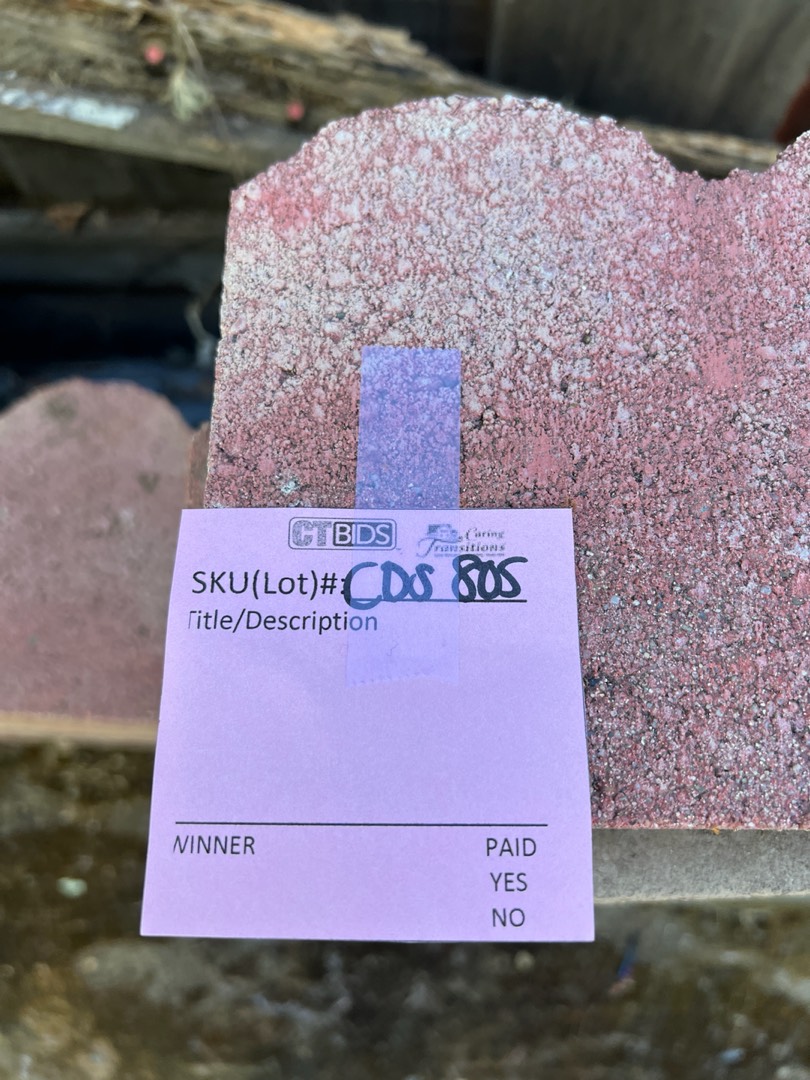 CTBIDS
Caring Transitions
SKU(Lot)#: CDS 805
Title/Description
WINNER
PAID
YES
NO